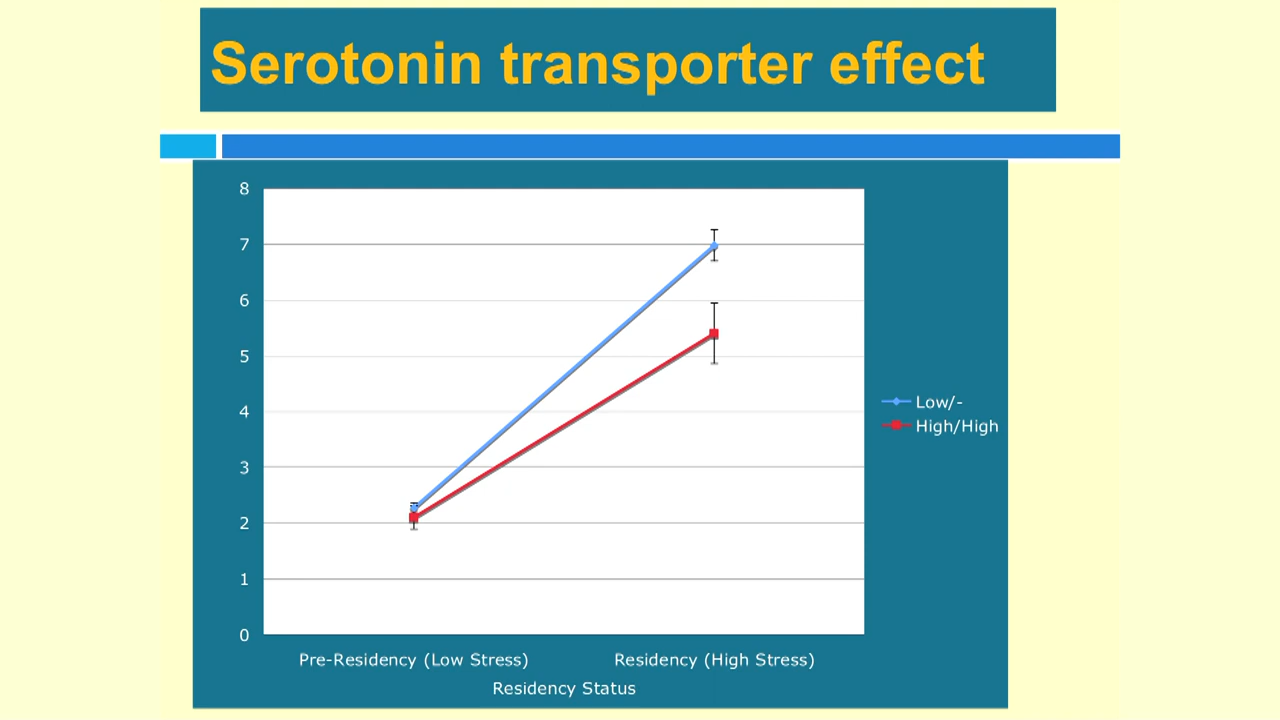 Serotonin transporter effect
8
7
6
5
4
3
2
1
0
Low/-
High/High
Pre-Residency (Low Stress)
Residency (High Stress)
Residency Status